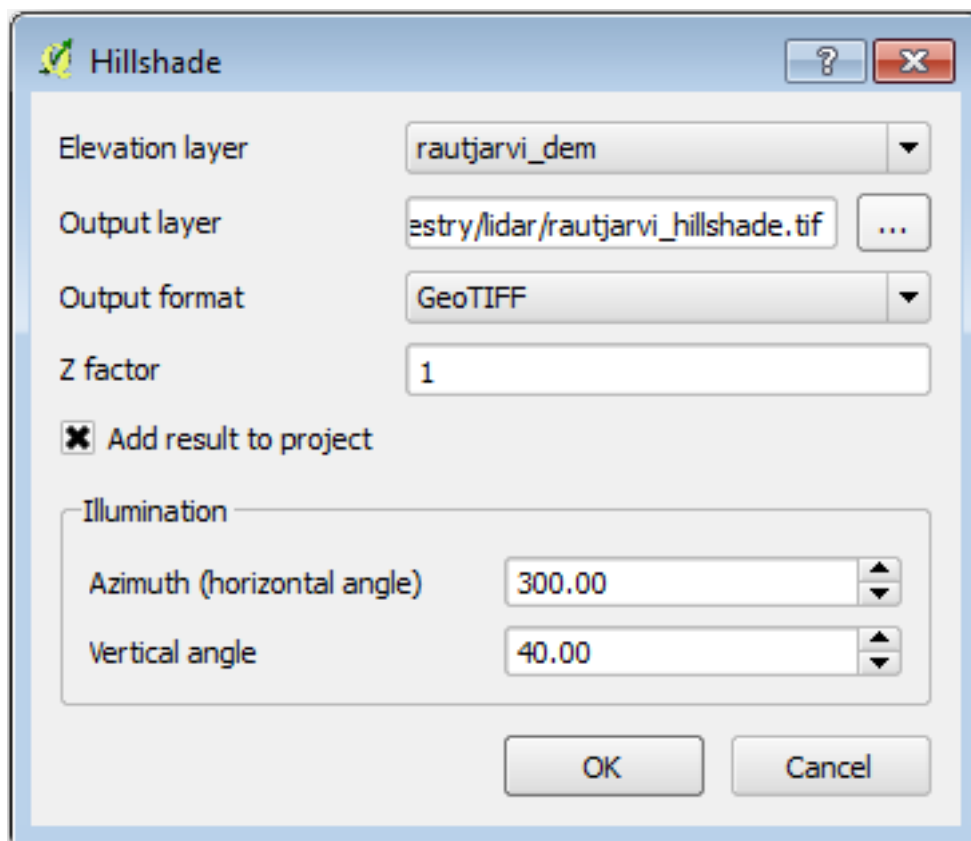 Hillshade
Elevation layer rautjarvi_dem
Output layer estry/lidar/rautjarvi_hillshade.tif ...
Output format GeoTIFF
Z factor 1
Add result to project
Illumination
Azimuth (horizontal angle) 300.00
Vertical angle 40.00
OK Cancel